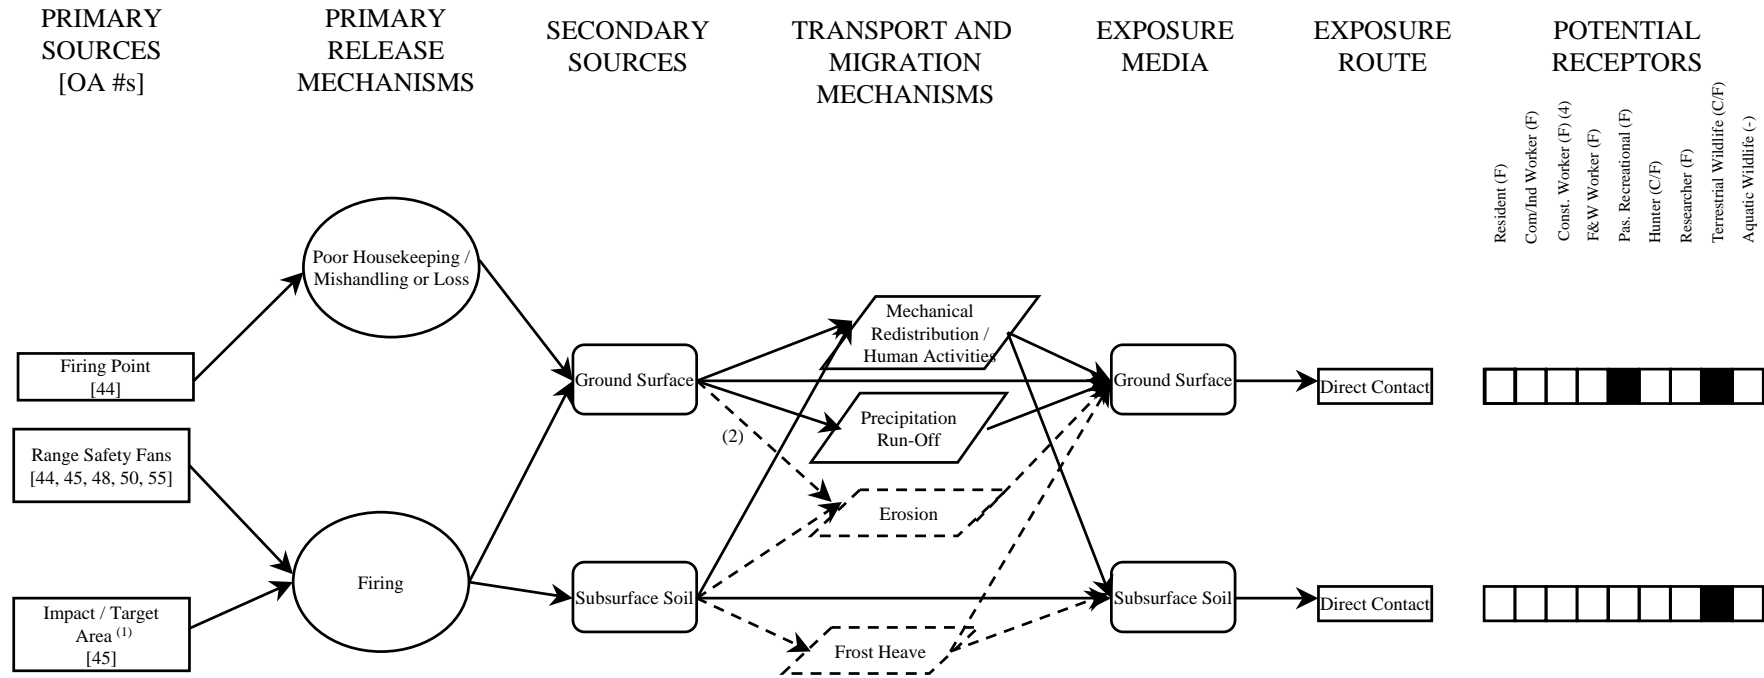 PRIMARY
SOURCES
[OA #s]
PRIMARY
RELEASE
MECHANISMS
SECONDARY
SOURCES
TRANSPORT AND
MIGRATION
MECHANISMS
EXPOSURE
MEDIA
EXPOSURE
ROUTE
POTENTIAL
RECEPTORS
Resident (F)
Com/Ind Worker (F)
Const. Worker (F) (4)
F&W Worker (F)
Pas. Recreational (F)
Hunter (C/F)
Researcher (F)
Terrestrial Wildlife (C/F)
Aquatic Wildlife (-)
Poor Housekeeping /
Mishandling or Loss
Mechanical
Redistribution /
Human Activities
Firing Point
[44]
Ground Surface
Ground Surface
Direct Contact
Precipitation
Run-Off
(2)
Range Safety Fans
[44, 45, 48, 50, 55]
Erosion
Firing
Subsurface Soil
Subsurface Soil
Direct Contact
Impact / Target
Area (1)
[45]
Frost Heave